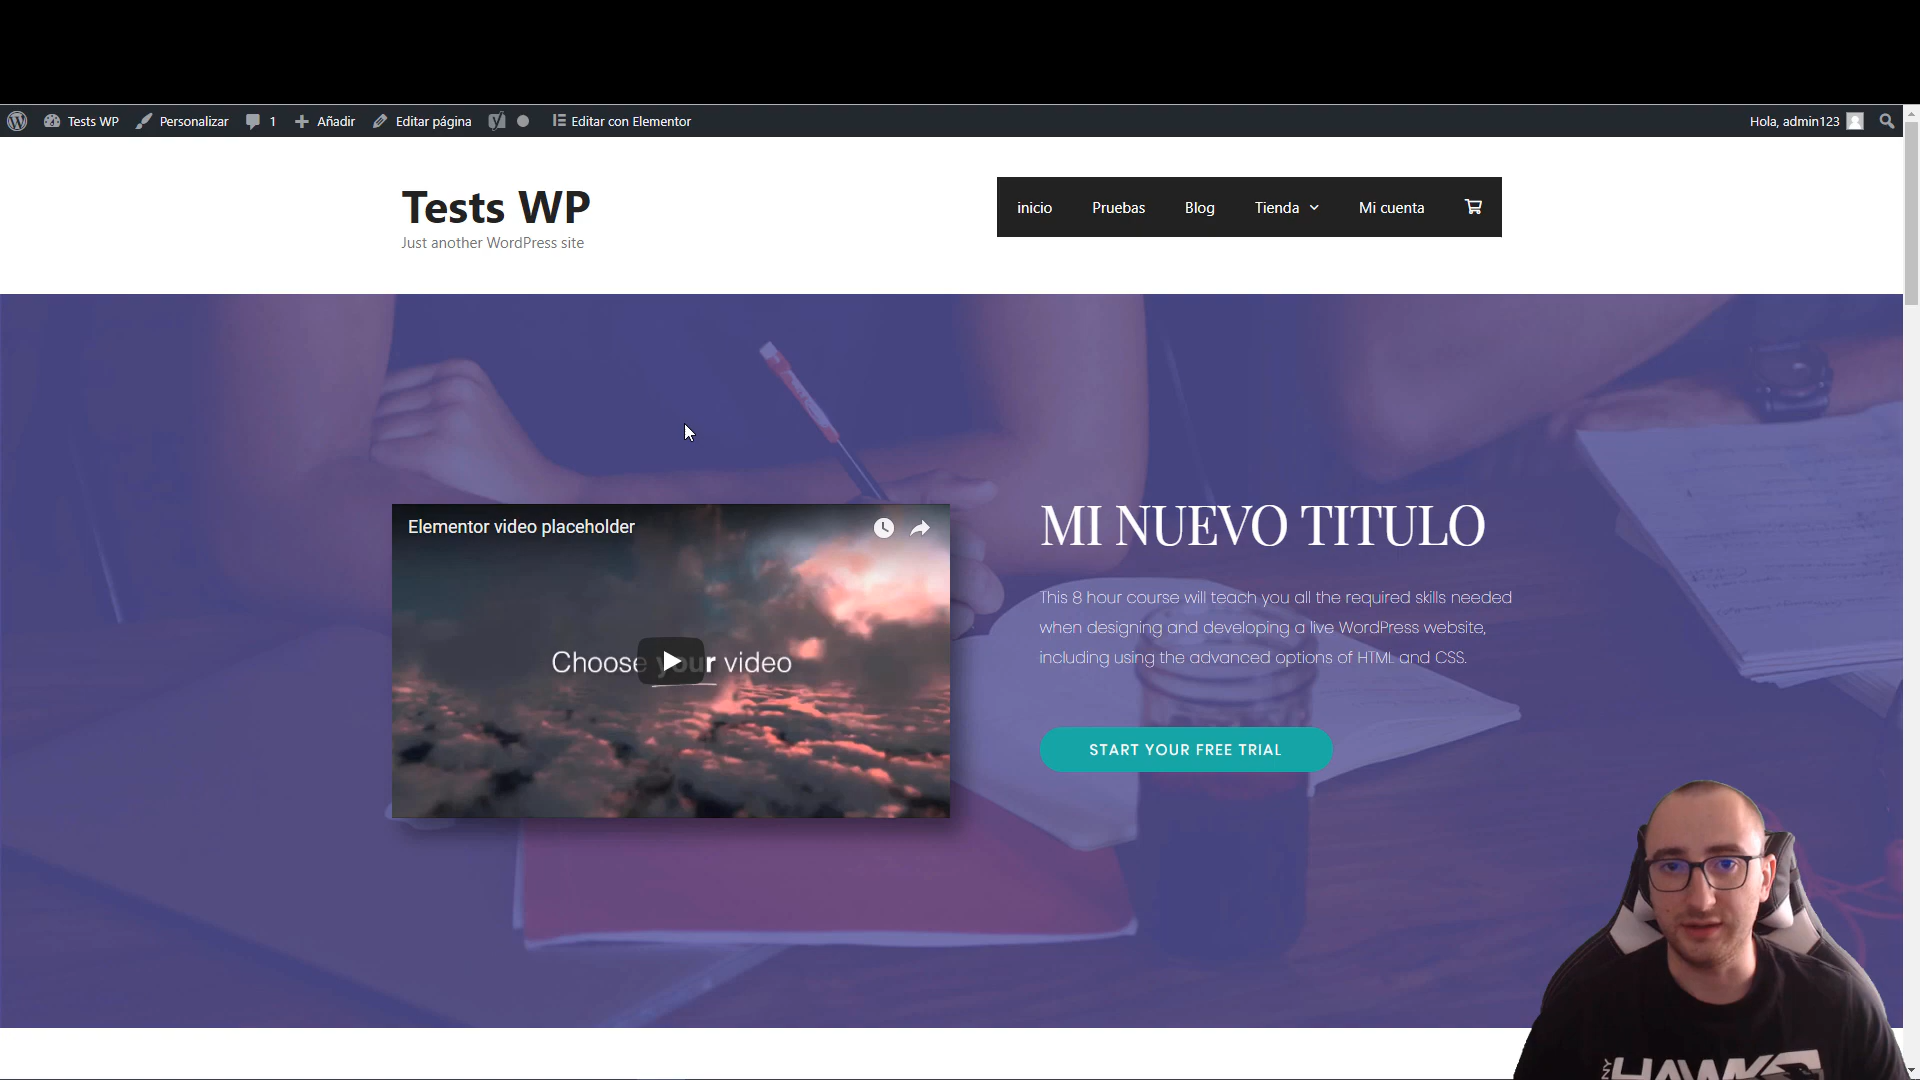 Tests WP Personalizar 1 Añadir Editar página Editar con Elementor Hola, admin123
Tests WP
Just another WordPress site
inicio Pruebas Blog Tienda Mi cuenta
Elementor video placeholder
Choose your video
MI NUEVO TITULO
This 8 hour course will teach you all the required skills needed
when designing and developing a live WordPress website,
including using the advanced options of HTML and CSS.
START YOUR FREE TRIAL
HAWK